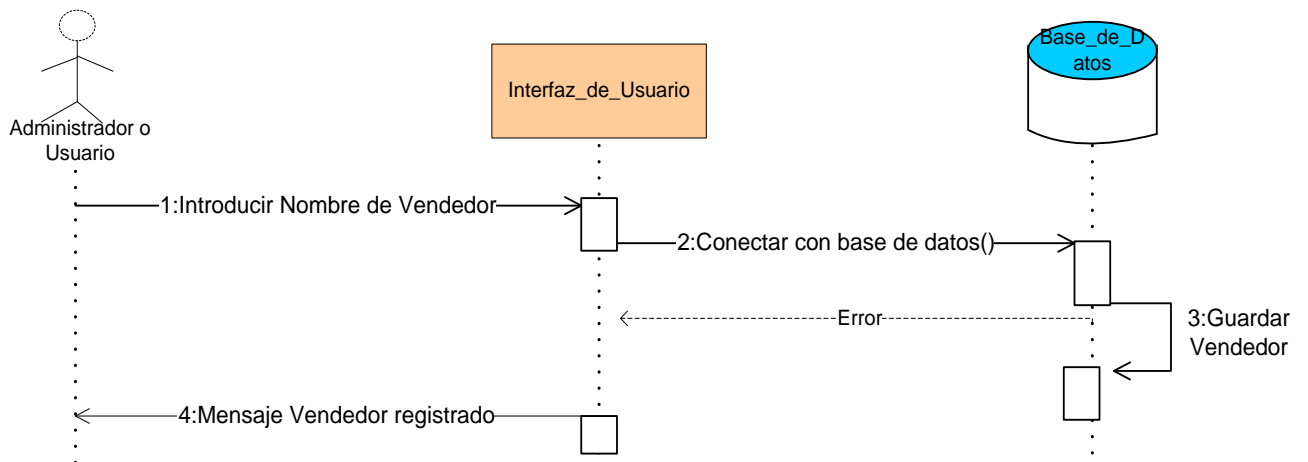 Base_de_D
atos
Interfaz_de_Usuario
Administrador o
Usuario
1:Introducir Nombre de Vendedor
2:Conectar con base de datos()
Error
3:Guardar
Vendedor
4:Mensaje Vendedor registrado